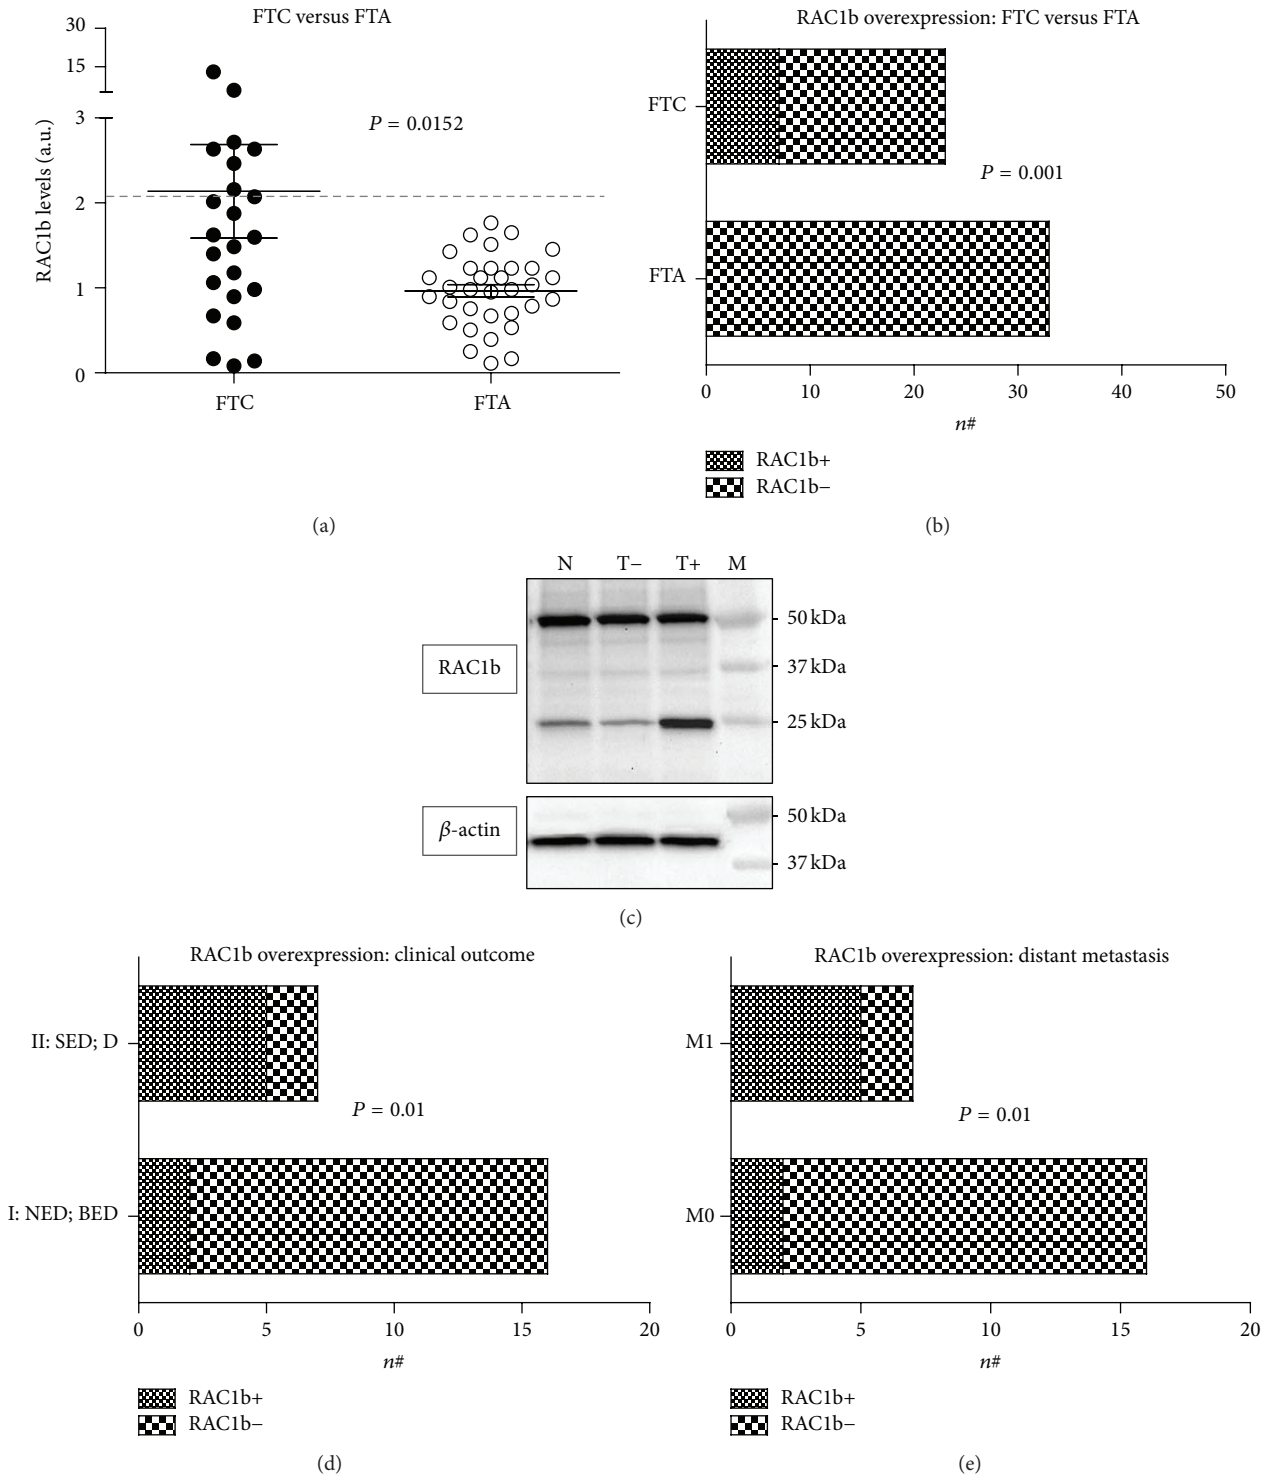 FTC versus FTA
30
15
3
2
1
0
RAC1b levels (a.u.)
P = 0.0152
FTC
FTA
(a)
RAC1b overexpression: FTC versus FTA
FTC
P = 0.001
FTA
0 10 20 30 40 50
n#
RAC1b+
RAC1b−
(b)
N T− T+ M
50 kDa
RAC1b
37 kDa
25 kDa
β-actin
50 kDa
37 kDa
(c)
RAC1b overexpression: clinical outcome
II: SED; D
P = 0.01
I: NED; BED
0 5 10 15 20
n#
RAC1b+
RAC1b−
(d)
RAC1b overexpression: distant metastasis
M1
P = 0.01
M0
0 5 10 15 20
n#
RAC1b+
RAC1b−
(e)